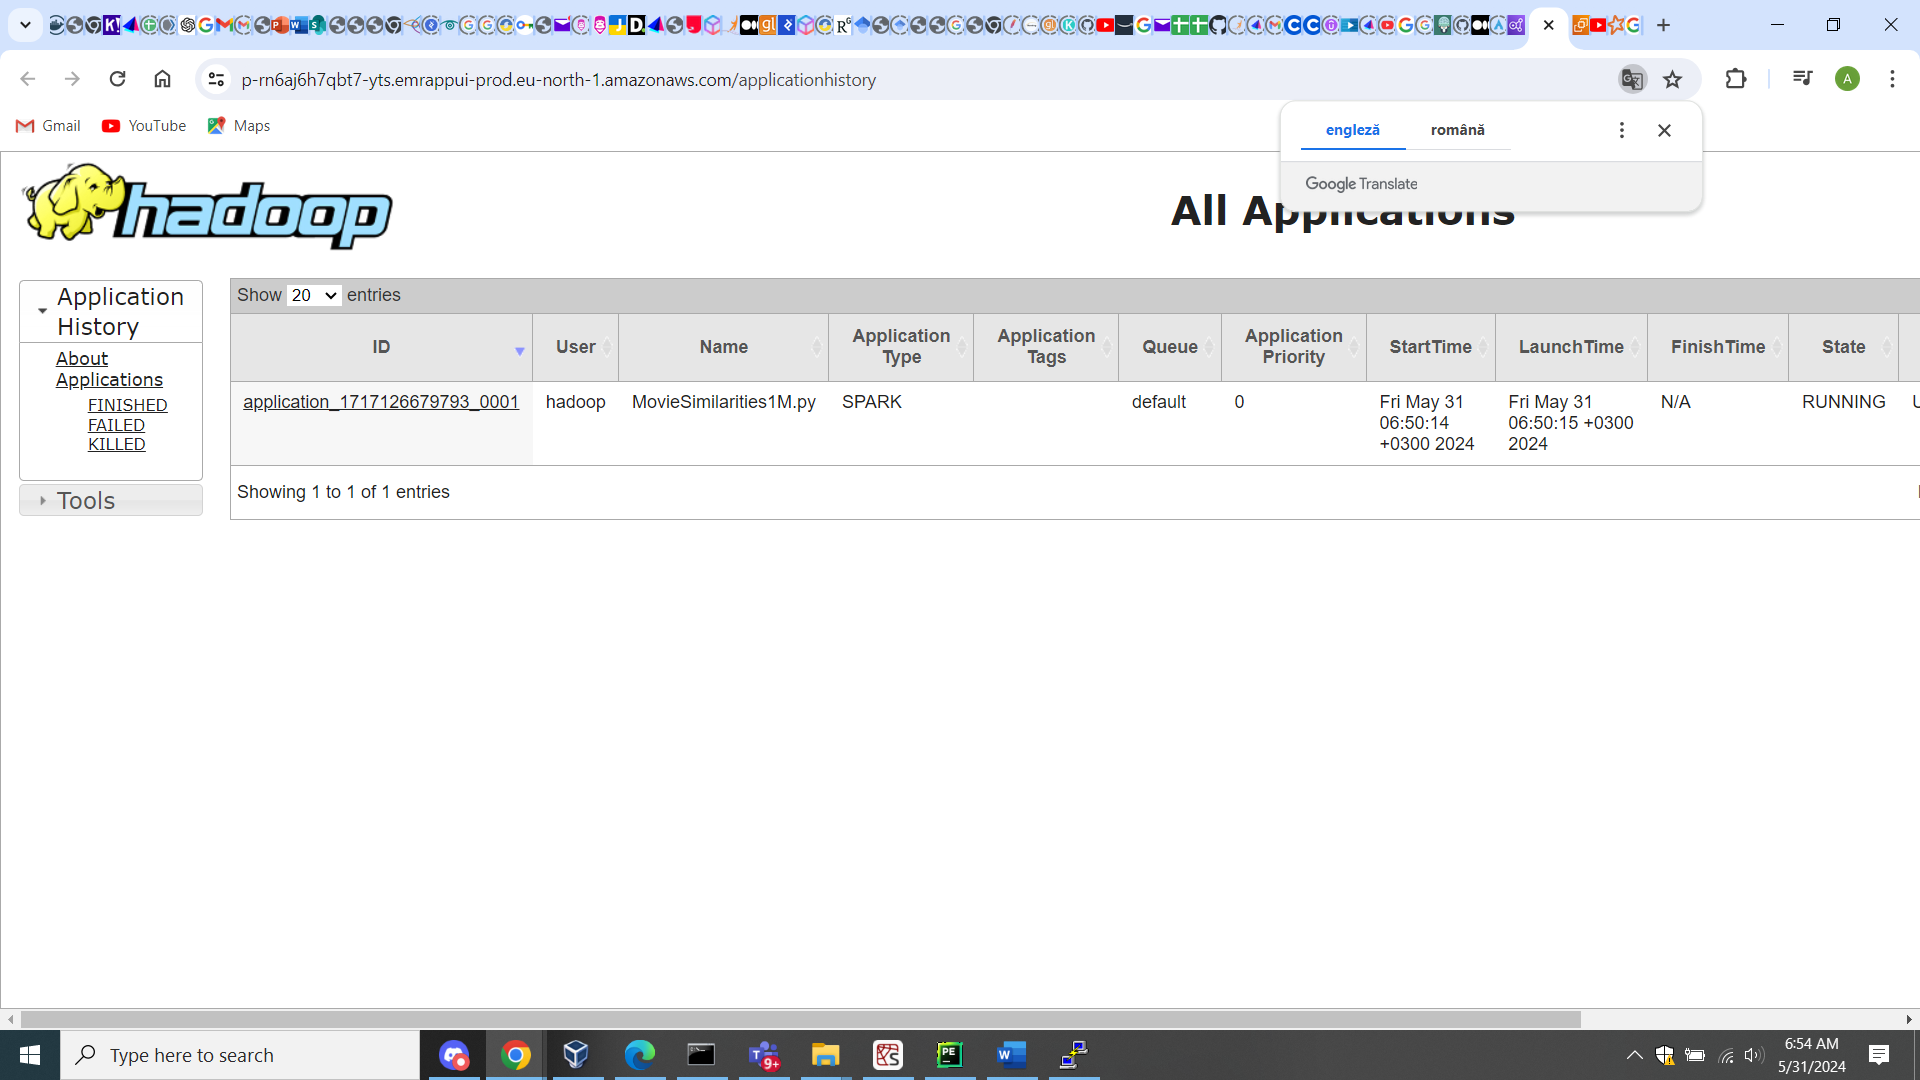 p-rn6aj6h7qbt7-yts.emrappui-prod.eu-north-1.amazonaws.com/applicationhistory
A
Gmail
YouTube
Maps
engleză
română
Google Translate
hadoop
All Applications
Application
History
About
Applications
FINISHED
FAILED
KILLED
Tools
Show 20 entries
ID
User
Name
Application
Type
Application
Tags
Queue
Application
Priority
StartTime
LaunchTime
FinishTime
State
application_1717126679793_0001
hadoop
MovieSimilarities1M.py
SPARK
default
0
Fri May 31
06:50:14
+0300 2024
Fri May 31
06:50:15 +0300
2024
N/A
RUNNING
Showing 1 to 1 of 1 entries
Type here to search
9+
6:54 AM
5/31/2024